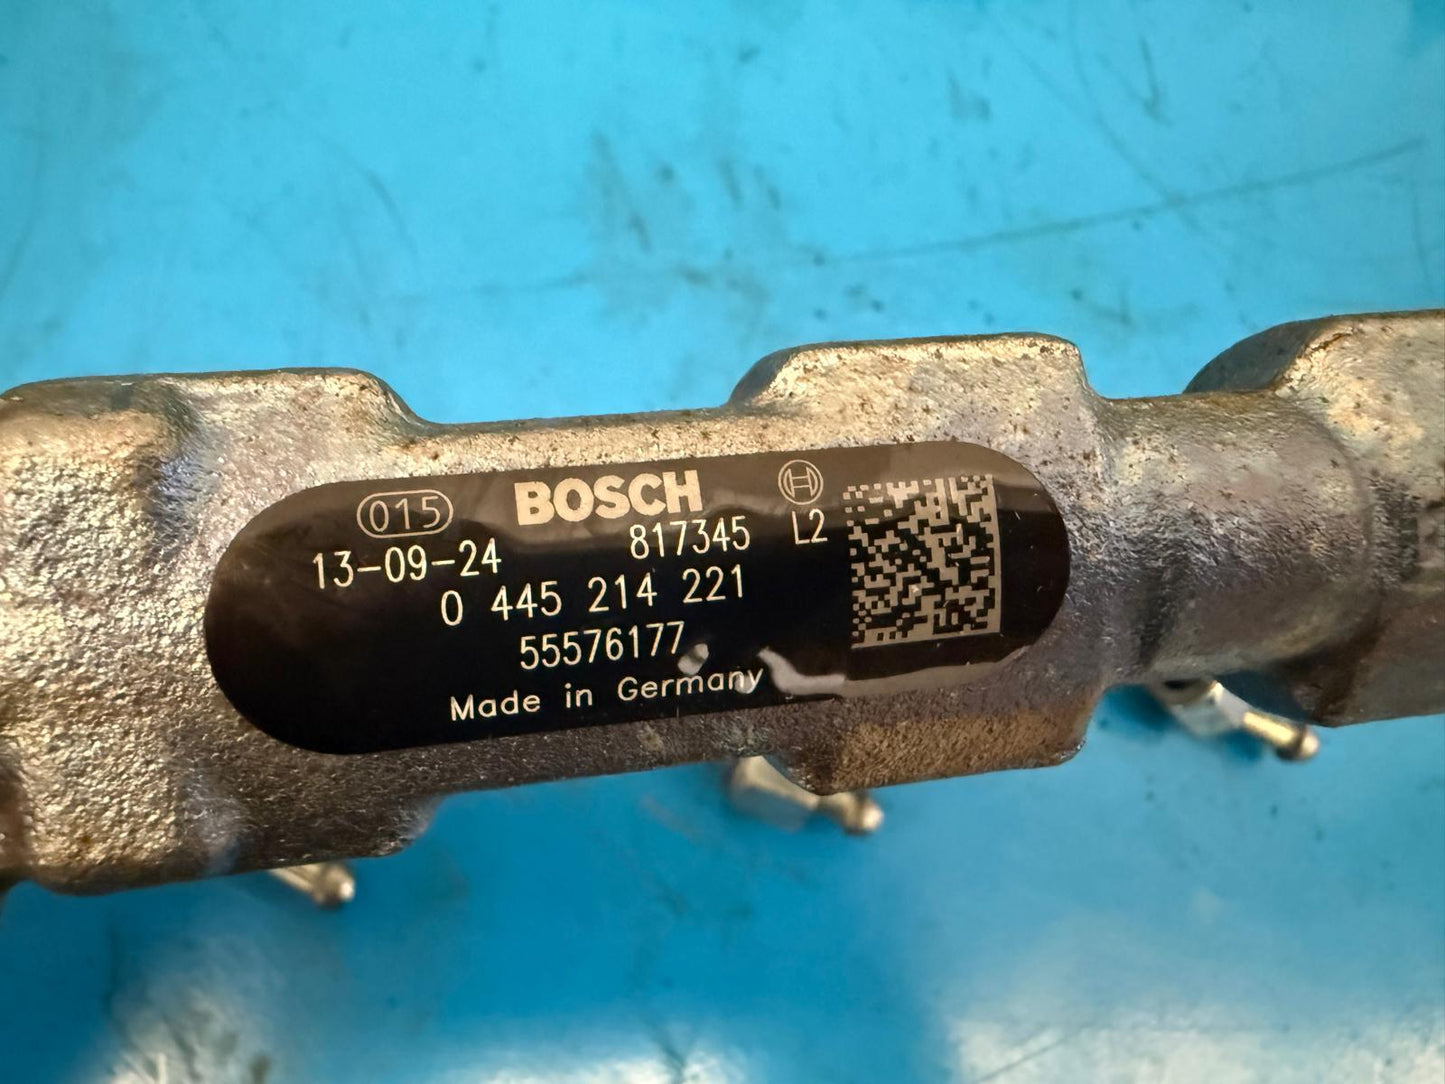 015 BOSCH
13-09-24 817345 L2
0 445 214 221
55576177
Made in Germany